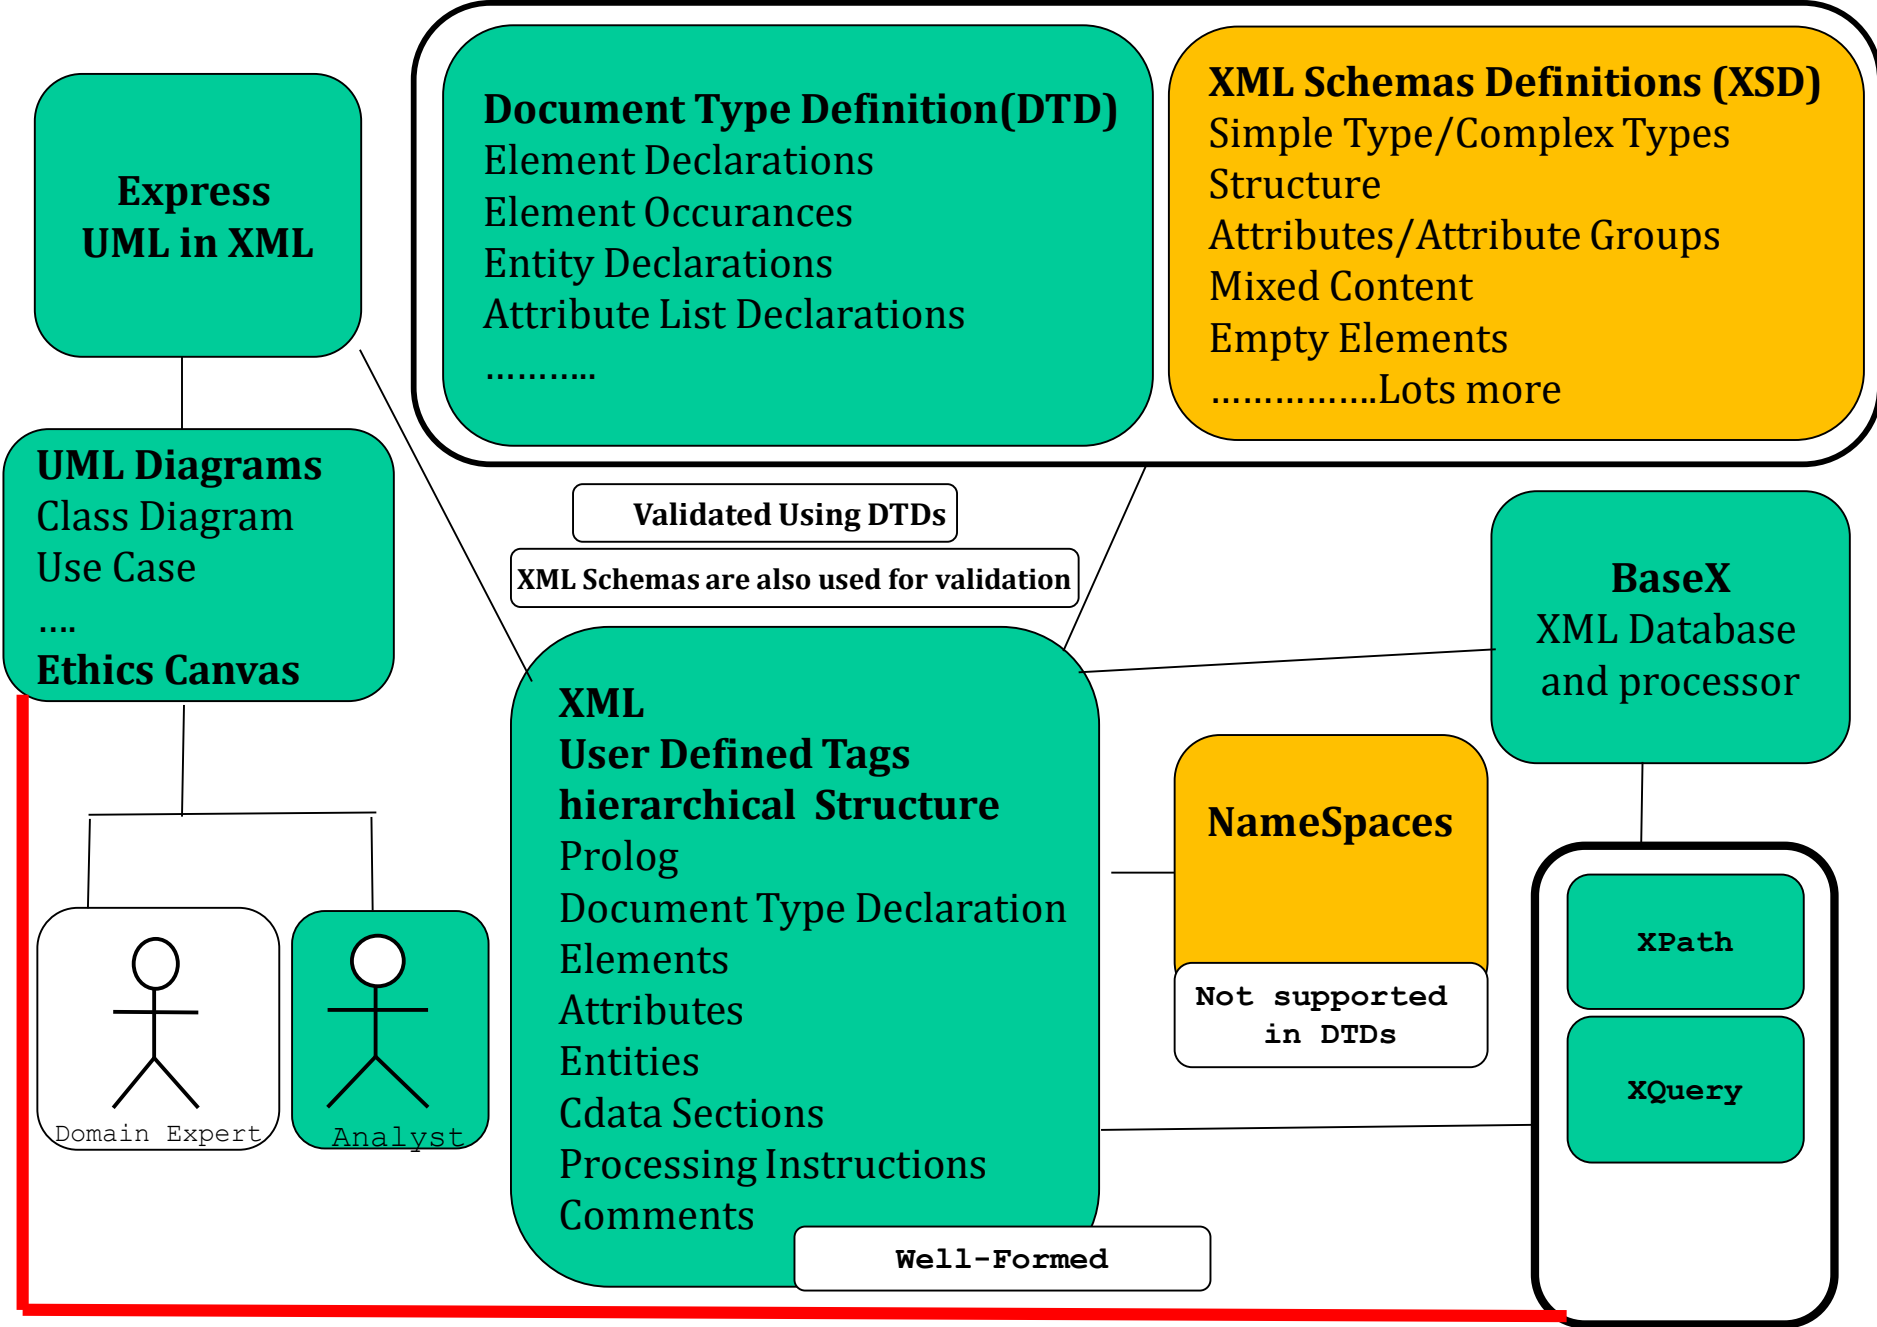 Express
UML in XML
Document Type Definition(DTD)
Element Declarations
Element Occurances
Entity Declarations
Attribute List Declarations
………..
XML Schemas Definitions (XSD)
Simple Type/Complex Types
Structure
Attributes/Attribute Groups
Mixed Content
Empty Elements
…………….Lots more
UML Diagrams
Class Diagram
Use Case
….
Ethics Canvas
Validated Using DTDs
XML Schemas are also used for validation
BaseX
XML Database
and processor
XML
User Defined Tags
hierarchical Structure
Prolog
Document Type Declaration
Elements
Attributes
Entities
Cdata Sections
Processing Instructions
Comments
Well-Formed
NameSpaces
Not supported
in DTDs
XPath
XQuery
Domain Expert
Analyst